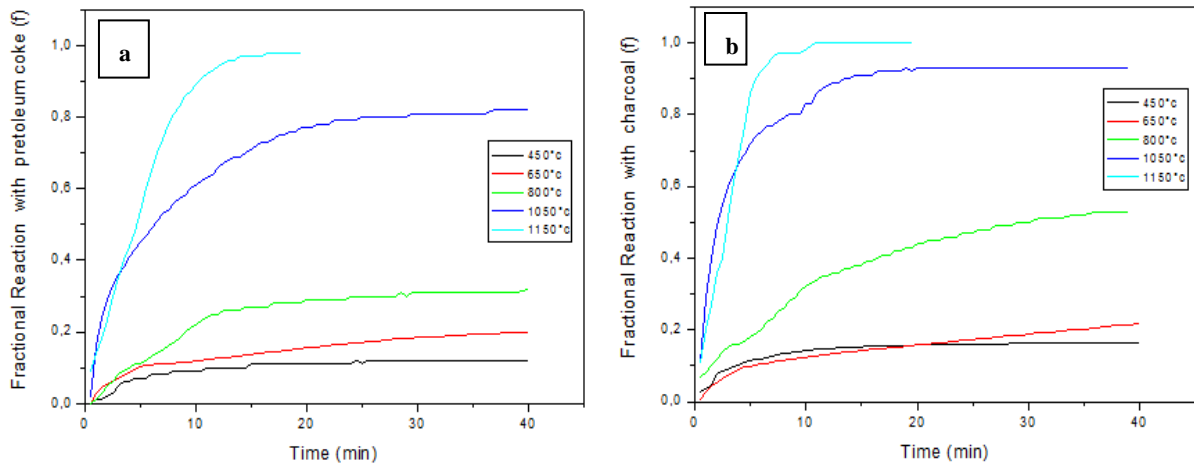 a
Fractional Reaction with pretoleum coke (f)
1,0
0,8
0,6
0,4
0,2
0,0
0
10
20
30
40
Time (min)
450°c
650°c
800°c
1050°c
1150°c
b
Fractional Reaction with charcoal (f)
1,0
0,8
0,6
0,4
0,2
0,0
0
10
20
30
40
Time (min)
450°c
650°c
800°c
1050°c
1150°c